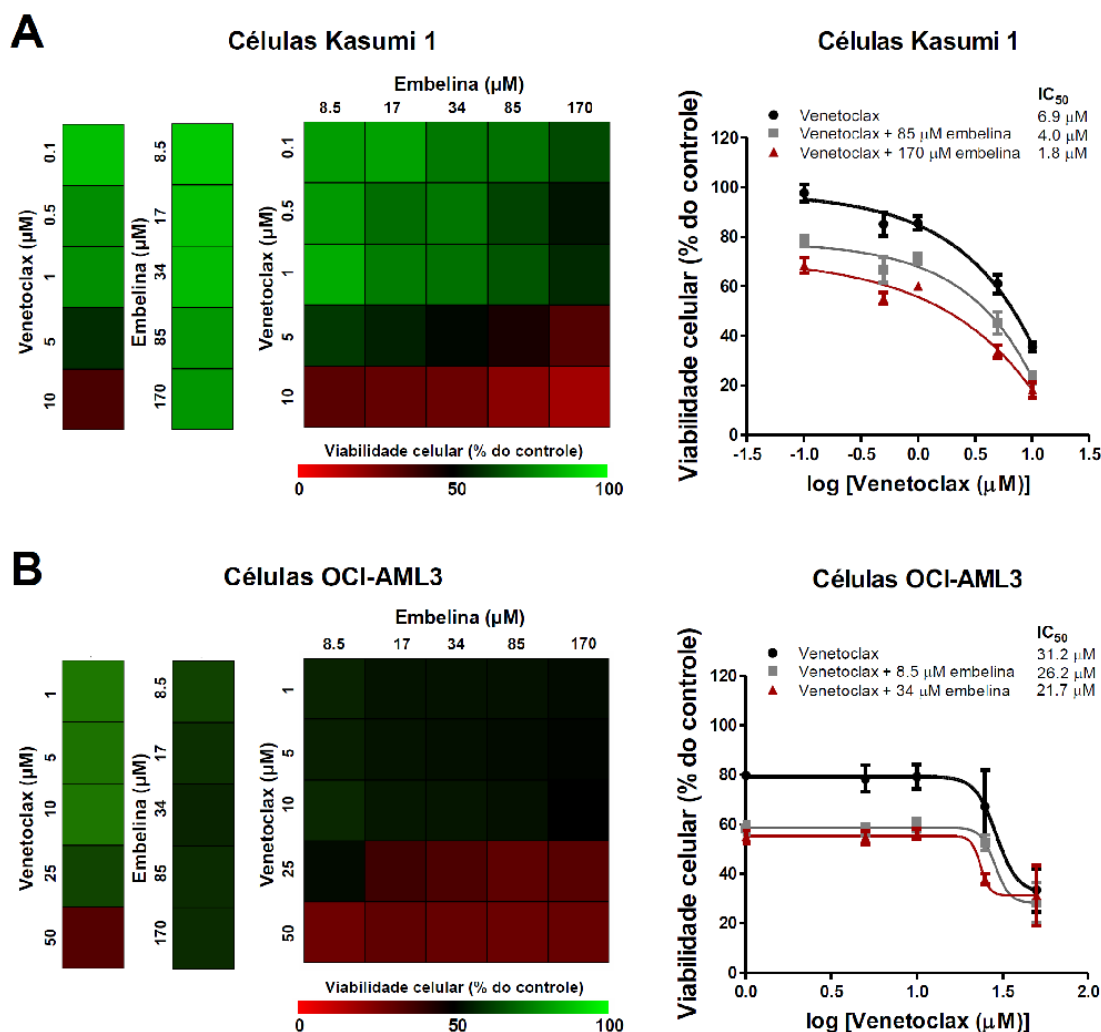 A
Células Kasumi 1
Embelina (µM)
8.5 17 34 85 170
Venetoclax (µM)
0.1
0.5
1
5
10
Embelina (µM)
8.5
17
34
85
170
Venetoclax (µM)
0.1
0.5
1
5
10
Viabilidade celular (% do controle)
0 50 100
Células Kasumi 1
IC50
Venetoclax 6.9 µM
Venetoclax + 85 µM embelina 4.0 µM
Venetoclax + 170 µM embelina 1.8 µM
Viabilidade celular (% do controle)
120
100
80
60
40
20
0
-1.5 -1.0 -0.5 0.0 0.5 1.0 1.5
log [Venetoclax (µM)]
B
Células OCI-AML3
Embelina (µM)
8.5 17 34 85 170
Venetoclax (µM)
1
5
10
25
50
Embelina (µM)
8.5
17
34
85
170
Venetoclax (µM)
1
5
10
25
50
Viabilidade celular (% do controle)
0 50 100
Células OCI-AML3
IC50
Venetoclax 31.2 µM
Venetoclax + 8.5 µM embelina 26.2 µM
Venetoclax + 34 µM embelina 21.7 µM
Viabilidade celular (% do controle)
120
100
80
60
40
20
0
0.0 0.5 1.0 1.5 2.0
log [Venetoclax (µM)]